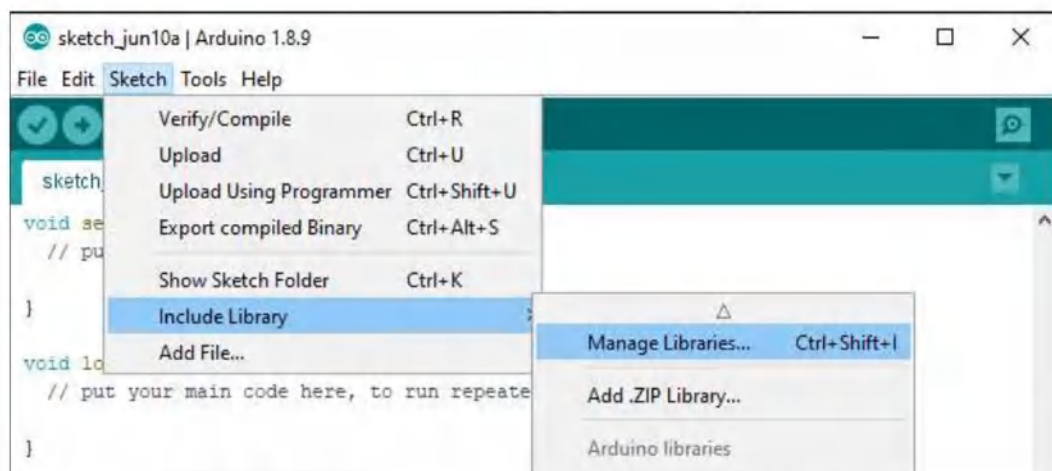 sketch_jun10a | Arduino 1.8.9
File Edit Sketch Tools Help
Verify/Compile Ctrl+R
Upload Ctrl+U
sketch_
Upload Using Programmer Ctrl+Shift+U
void se
Export compiled Binary Ctrl+Alt+S
// pu
Show Sketch Folder Ctrl+K
}
Include Library
Manage Libraries... Ctrl+Shift+I
Add File...
void lo
// put your main code here, to run repeate
Add .ZIP Library...
}
Arduino libraries